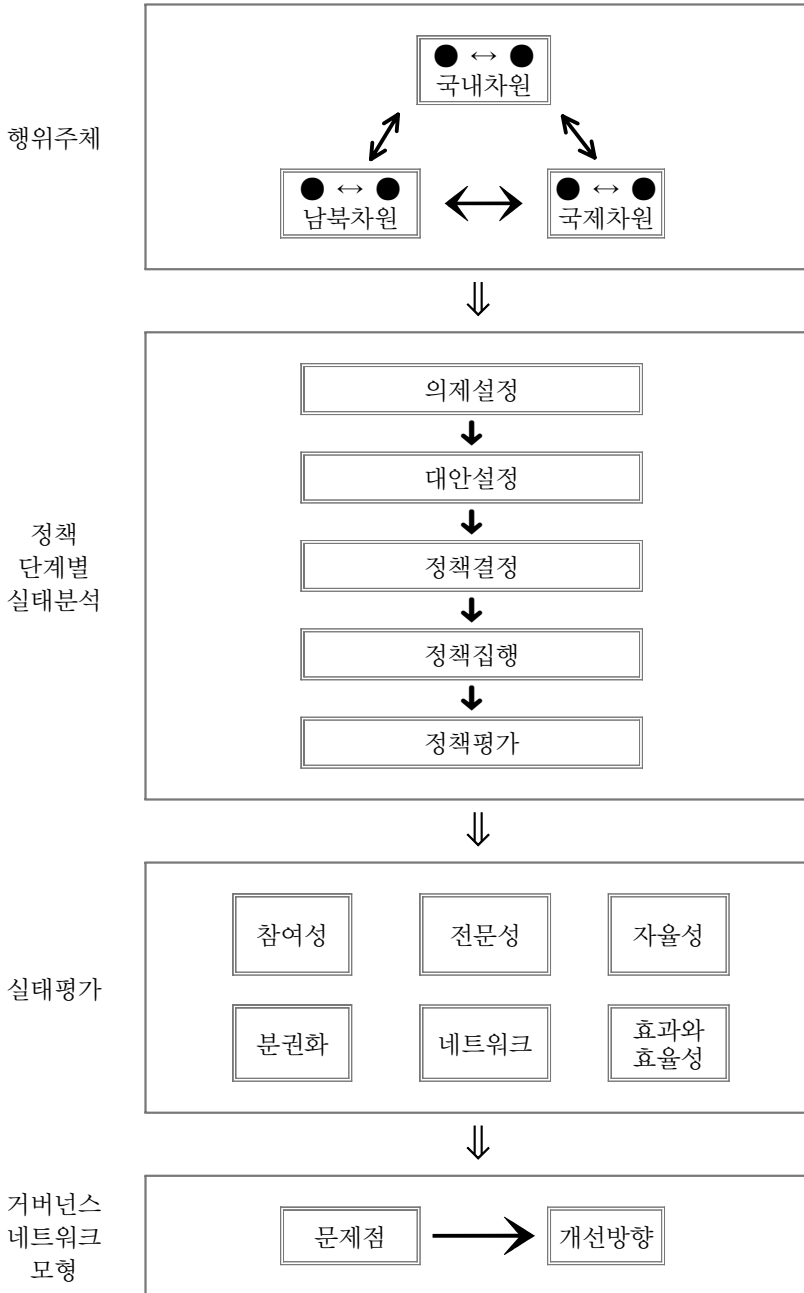 ● ↔ ●
국내차원
행위주체
● ↔ ●
남북차원
● ↔ ●
국제차원
정책
단계별
실태분석
의제설정
대안설정
정책결정
정책집행
정책평가
실태평가
참여성
전문성
자율성
분권화
네트워크
효과와
효율성
거버넌스
네트워크
모형
문제점
개선방향